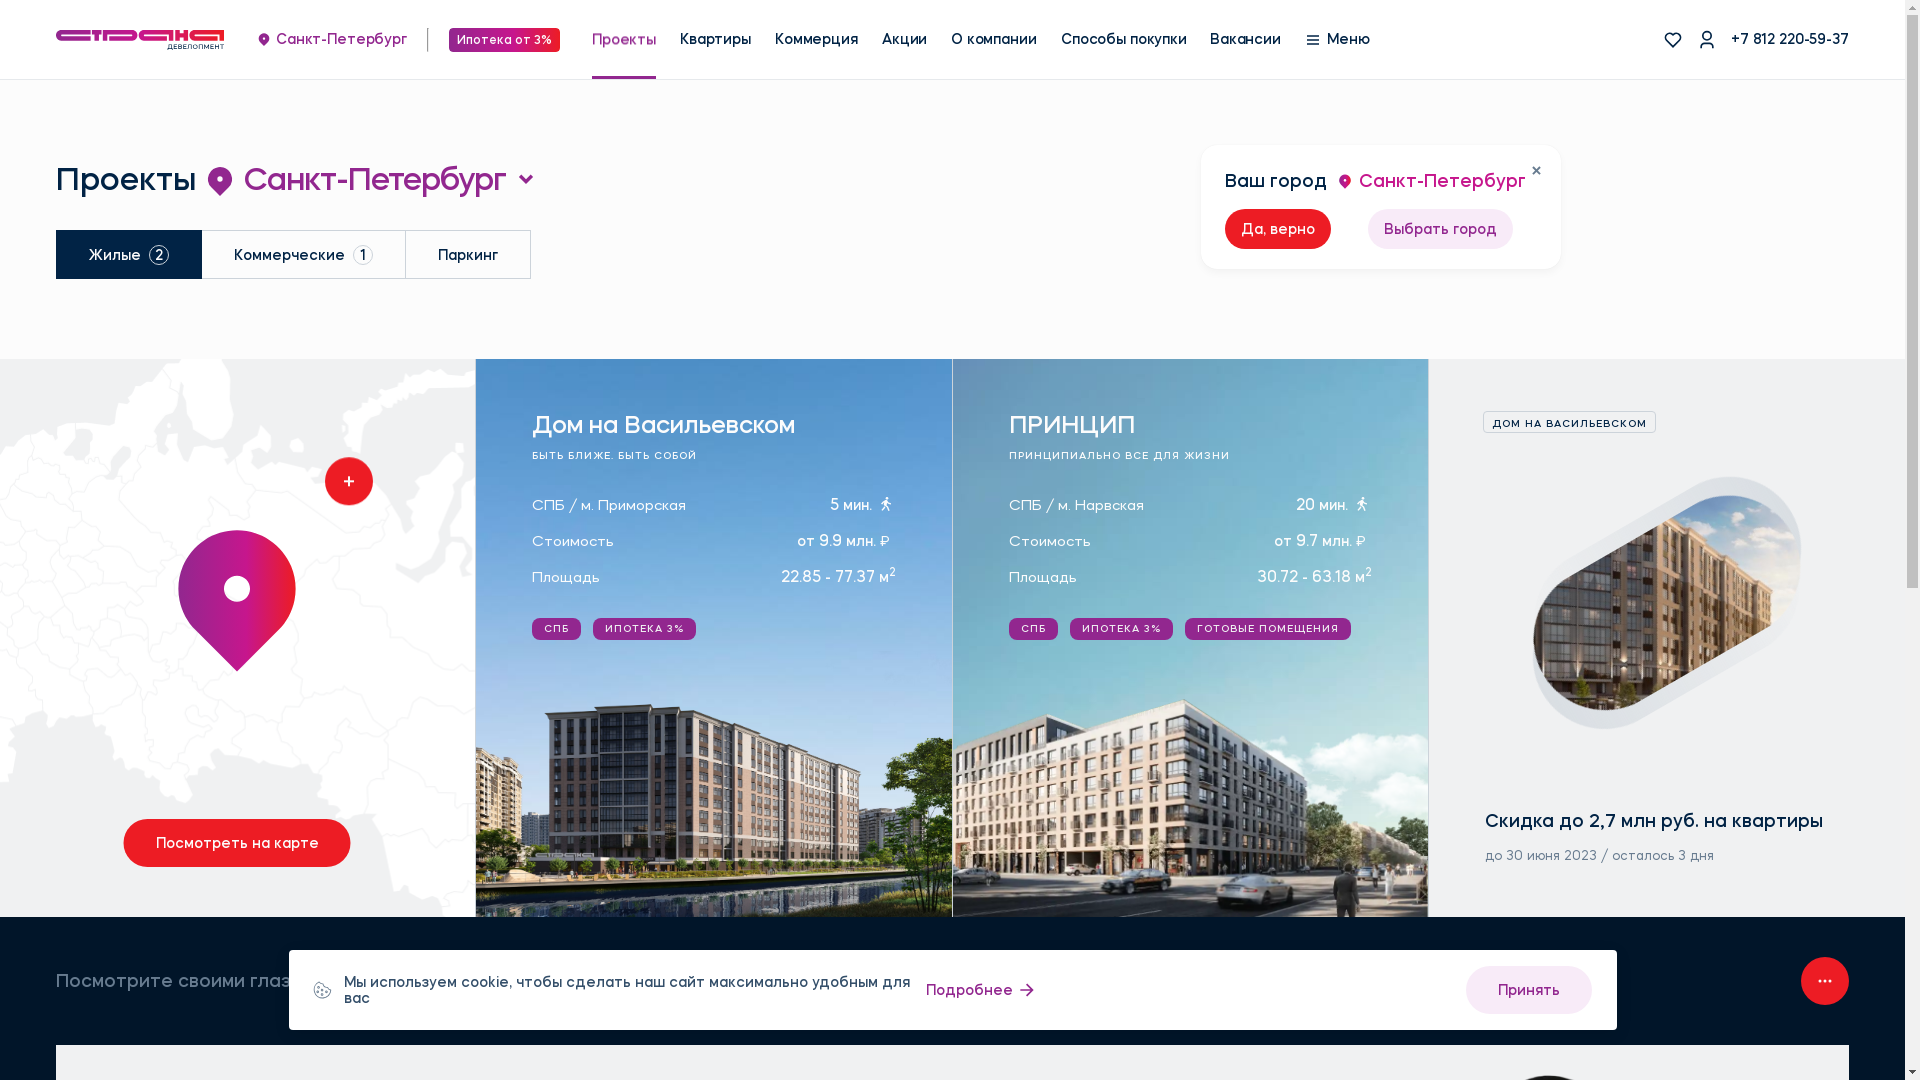 страна
ДЕВЕЛОПМЕНТ
Санкт-Петербург
Ипотека от 3%
Проекты
Квартиры
Коммерция
Акции
О компании
Способы покупки
Вакансии
Меню
+7 812 220-59-37
Проекты Санкт-Петербург
Ваш город Санкт-Петербург
Да, верно
Выбрать город
Жилые 2
Коммерческие 1
Паркинг
Посмотреть на карте
Дом на Васильевском
БЫТЬ БЛИЖЕ. БЫТЬ СОБОЙ
СПБ / м. Приморская 5 мин.
Стоимость от 9.9 млн. ₽
Площадь 22.85 - 77.37 м²
СПБ ИПОТЕКА 3%
ПРИНЦИП
ПРИНЦИПИАЛЬНО ВСЕ ДЛЯ ЖИЗНИ
СПБ / м. Нарвская 20 мин.
Стоимость от 9.7 млн. ₽
Площадь 30.72 - 63.18 м²
СПБ ИПОТЕКА 3% ГОТОВЫЕ ПОМЕЩЕНИЯ
ДОМ НА ВАСИЛЬЕВСКОМ
Скидка до 2,7 млн руб. на квартиры
до 30 июня 2023 / осталось 3 дня
Посмотрите своими
Мы используем cookie, чтобы сделать наш сайт максимально удобным для
вас
Подробнее
Принять